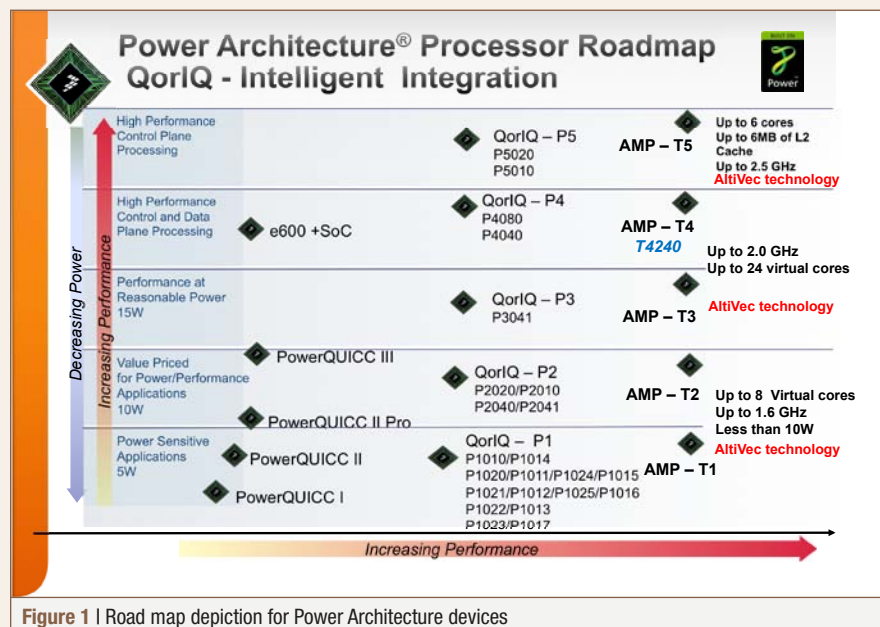 Power Architecture® Processor Roadmap
QorIQ - Intelligent Integration
BUILT ON
Power
Decreasing Power
Increasing Performance
High Performance
Control Plane
Processing
QorIQ – P5
P5020
P5010
AMP – T5
Up to 6 cores
Up to 6MB of L2
Cache
Up to 2.5 GHz
AltiVec technology
High Performance
Control and Data
Plane Processing
e600 +SoC
QorIQ – P4
P4080
P4040
AMP – T4
T4240
Up to 2.0 GHz
Up to 24 virtual cores
Performance at
Reasonable Power
15W
QorIQ – P3
P3041
AMP – T3
AltiVec technology
Value Priced
for Power/Performance
Applications
10W
PowerQUICC III
PowerQUICC II Pro
QorIQ – P2
P2020/P2010
P2040/P2041
AMP – T2
Up to 8 Virtual cores
Up to 1.6 GHz
Less than 10W
AltiVec technology
Power Sensitive
Applications
5W
PowerQUICC II
PowerQUICC I
QorIQ – P1
P1010/P1014
P1020/P1011/P1024/P1015
P1021/P1012/P1025/P1016
P1022/P1013
P1023/P1017
AMP – T1
Increasing Performance
Figure 1 | Road map depiction for Power Architecture devices